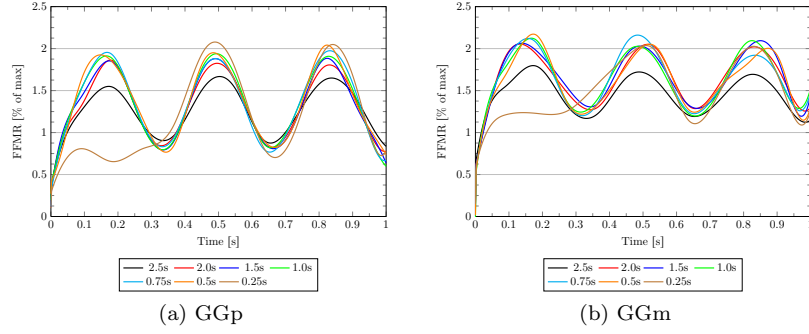 2.5
2
1.5
1
0.5
0
FFMR [% of max]
0 0.1 0.2 0.3 0.4 0.5 0.6 0.7 0.8 0.9 1
Time [s]
2.5s 2.0s 1.5s 1.0s
0.75s 0.5s 0.25s
(a) GGp
2.5
2
1.5
1
0.5
0
FFMR [% of max]
0 0.1 0.2 0.3 0.4 0.5 0.6 0.7 0.8 0.9 1
Time [s]
2.5s 2.0s 1.5s 1.0s
0.75s 0.5s 0.25s
(b) GGm